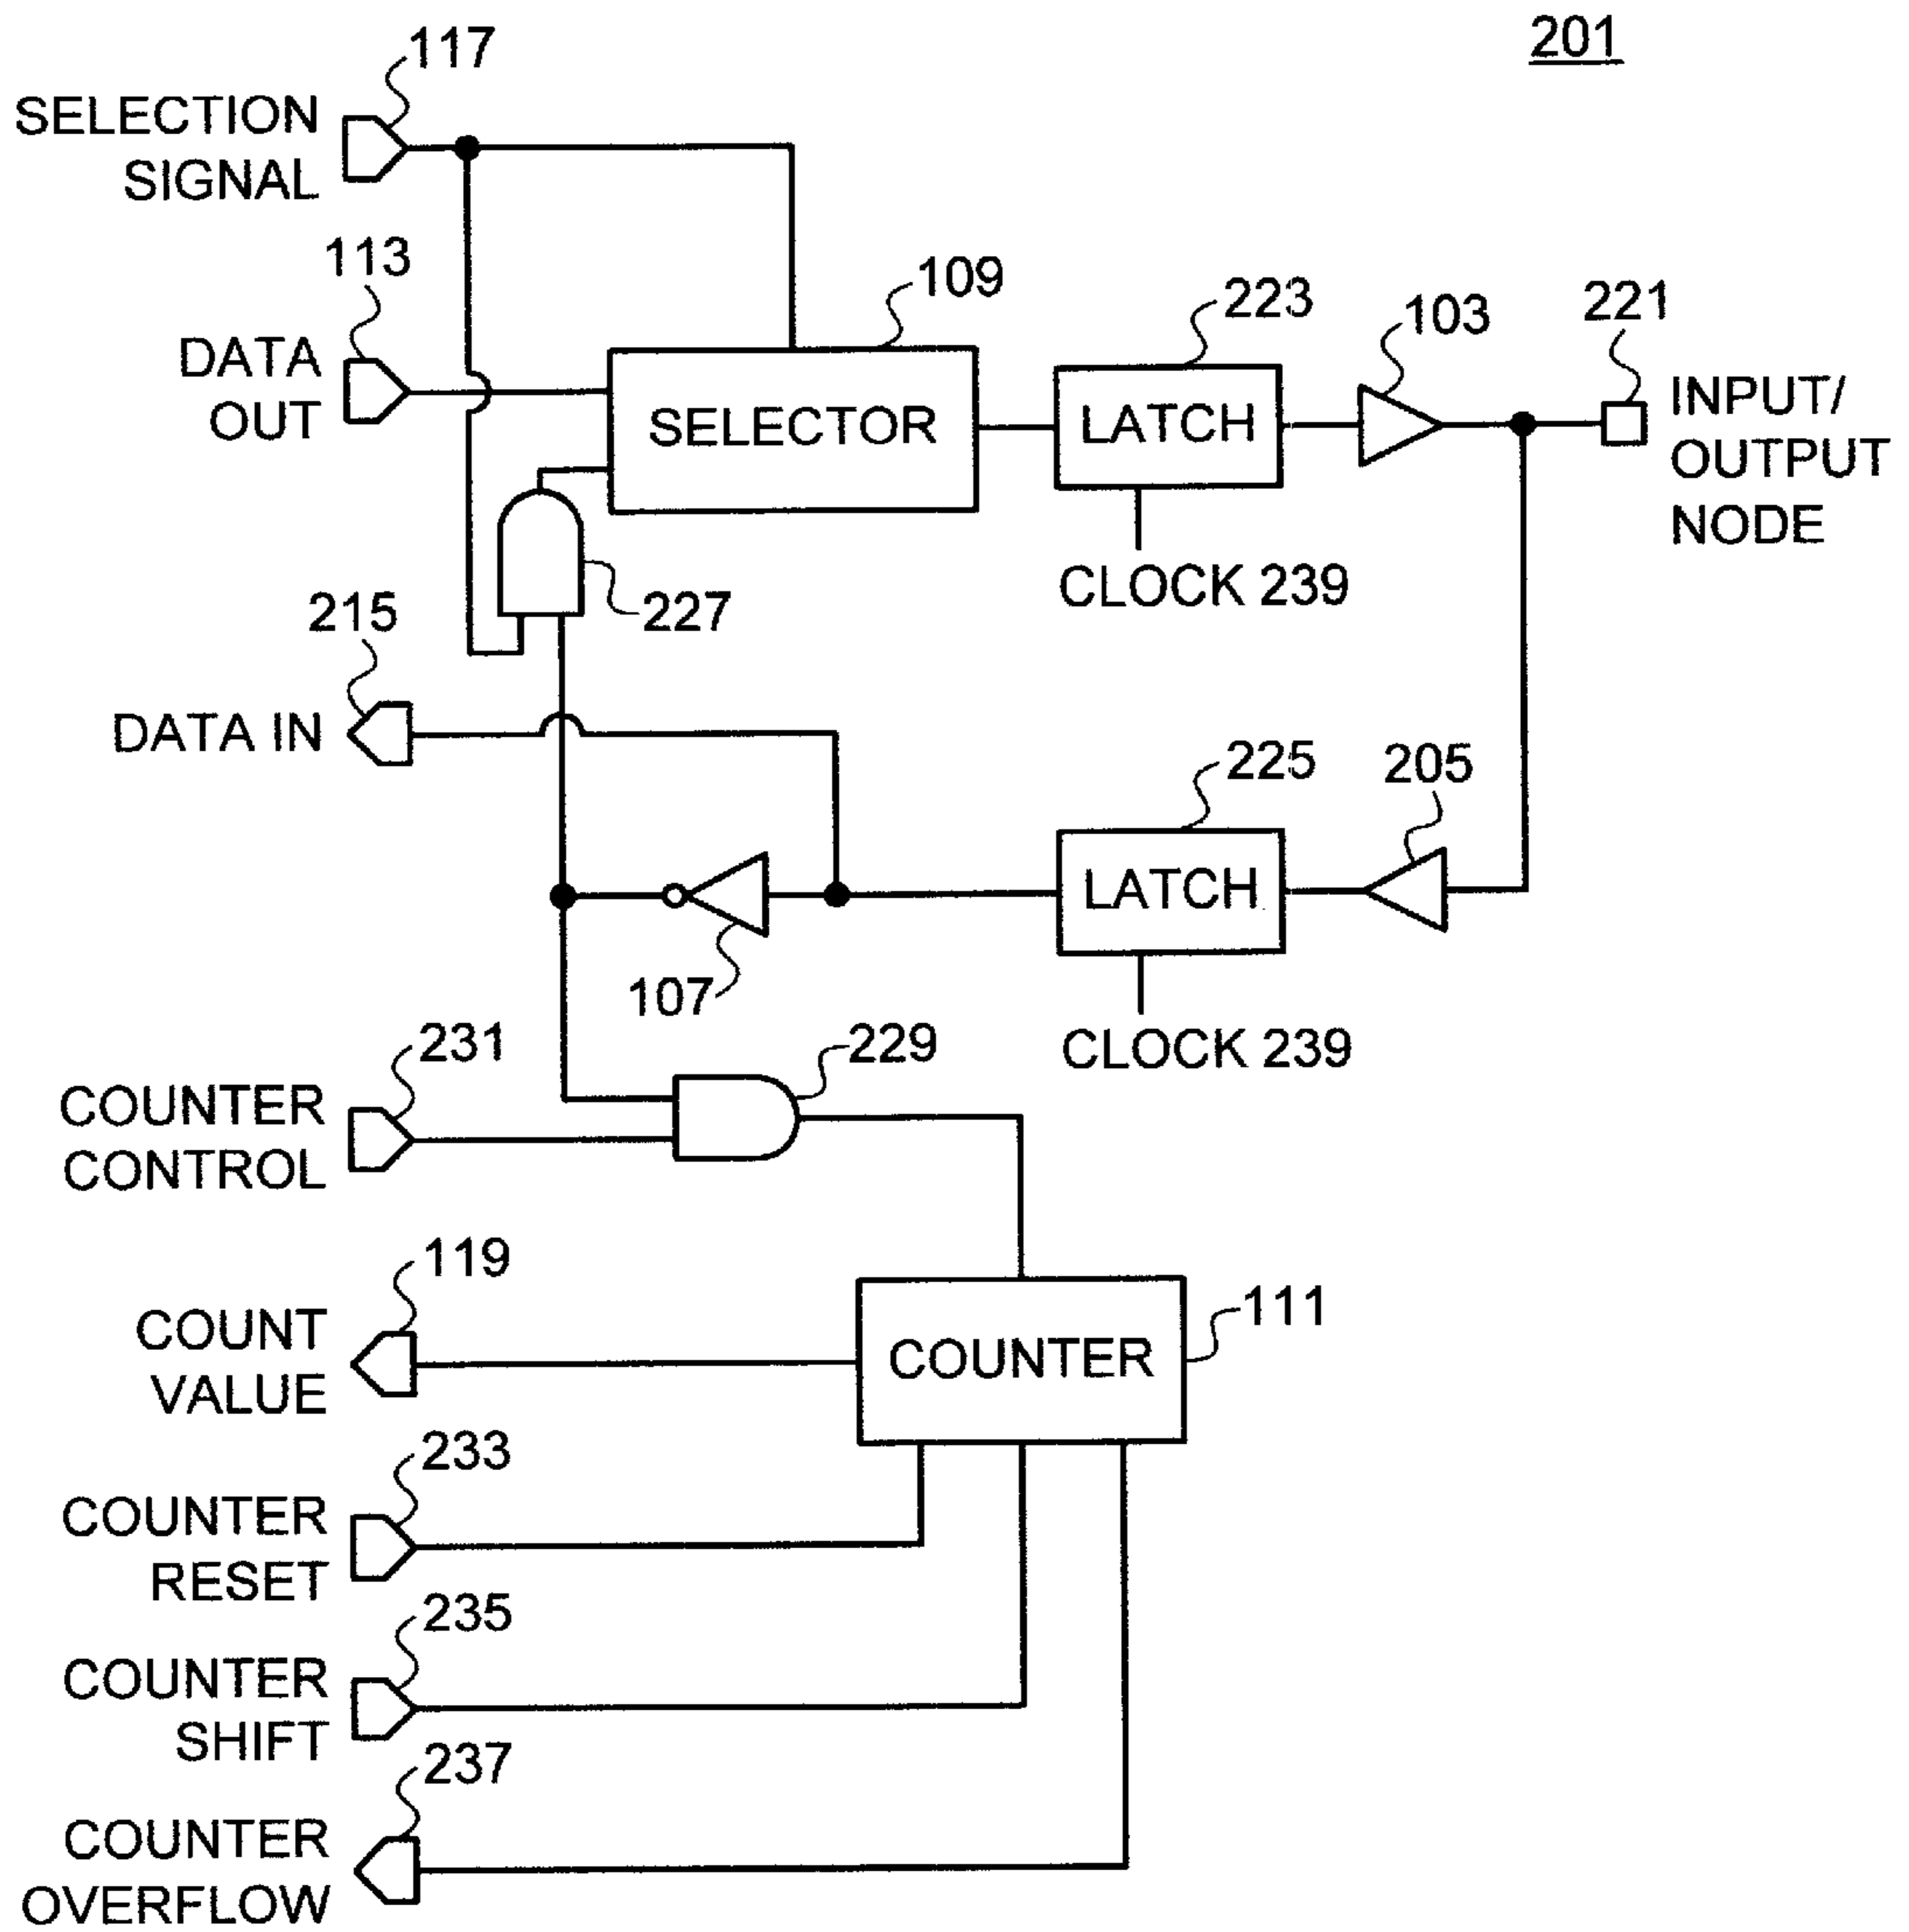 201
117
SELECTION
SIGNAL
113
DATA
OUT
109
SELECTOR
223
LATCH
CLOCK 239
103
221
INPUT/
OUTPUT
NODE
227
215
DATA IN
225
LATCH
CLOCK 239
205
107
231
COUNTER
CONTROL
229
119
COUNT
VALUE
COUNTER
111
233
COUNTER
RESET
235
COUNTER
SHIFT
237
COUNTER
OVERFLOW